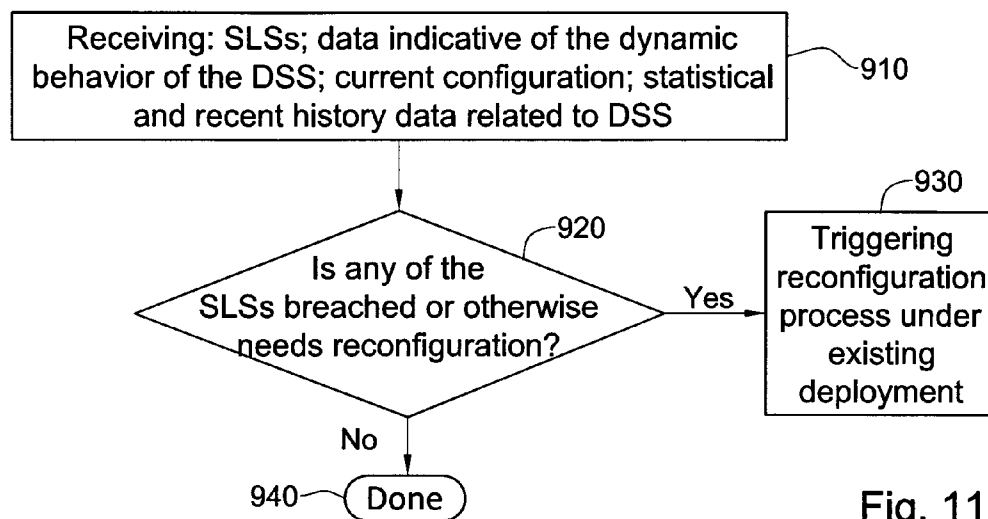 Receiving: SLSs; data indicative of the dynamic
behavior of the DSS; current configuration; statistical
and recent history data related to DSS
910
920
Is any of the
SLSs breached or otherwise
needs reconfiguration?
Yes
930
Triggering
reconfiguration
process under
existing
deployment
No
940
Done
Fig. 11